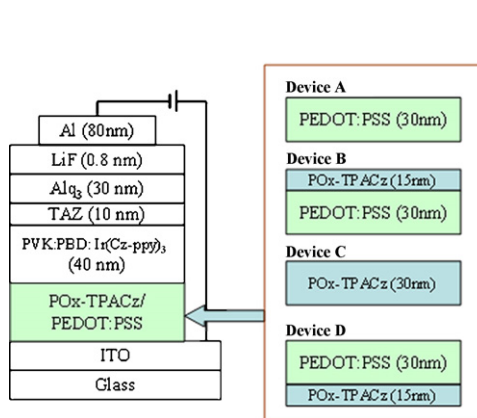 Al (80nm)
LiF (0.8 nm)
Alq₃ (30 nm)
TAZ (10 nm)
PVK:PBD: Ir(Cz-ppy)₃
(40 nm)
POx-TPACz/
PEDOT:PSS
ITO
Glass
Device A
PEDOT:PSS (30nm)
Device B
POx-TPACz (15nm)
PEDOT:PSS (30nm)
Device C
POx-TPACz (30nm)
Device D
PEDOT:PSS (30nm)
POx-TPACz (15nm)